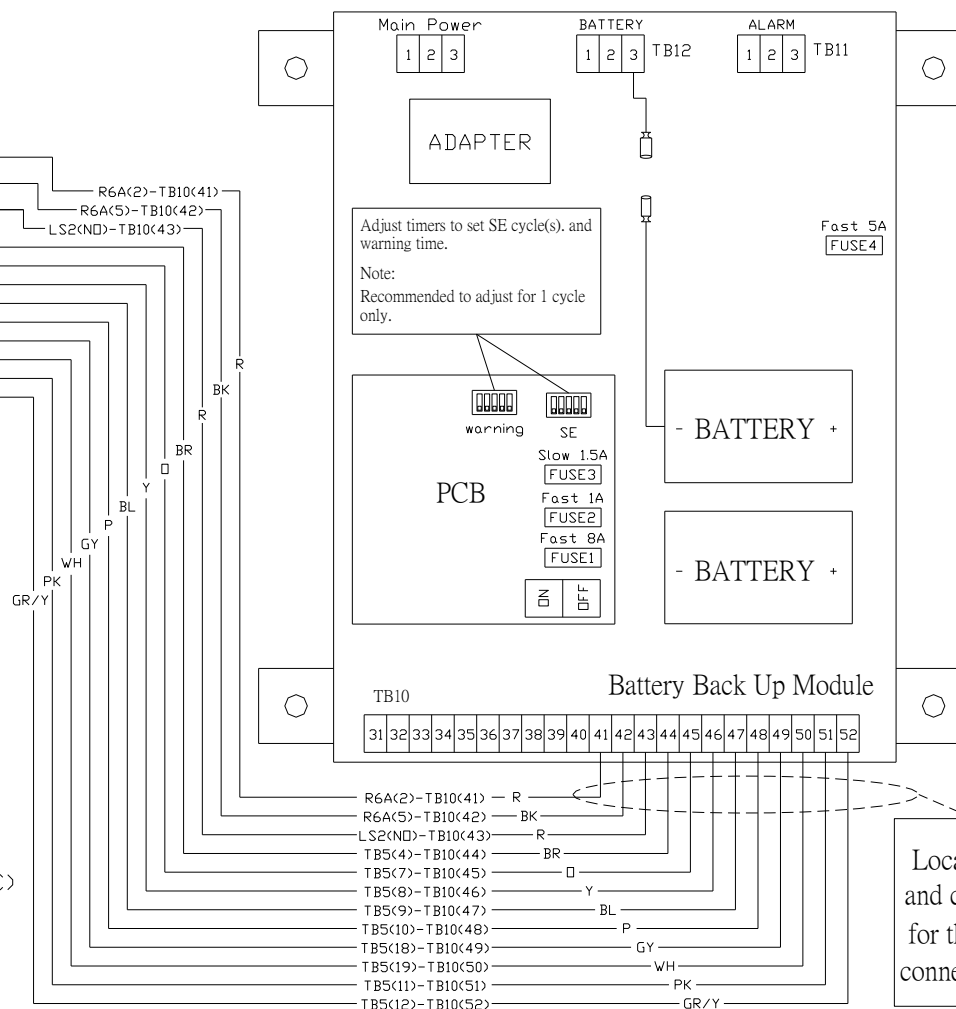 Main Power
1 2 3
BATTERY
1 2 3 TB12
ALARM
1 2 3 TB11
ADAPTER
R6A(2)-TB10(41)
R6A(5)-TB10(42)
LS2(NO)-TB10(43)
Adjust timers to set SE cycle(s). and
warning time.
Note:
Recommended to adjust for 1 cycle
only.
Fast 5A
FUSE4
R
BK
R
BR
O
Y
BL
P
GY
WH
PK
GR/Y
warning
SE
Slow 1.5A
FUSE3
PCB
Fast 1A
FUSE2
Fast 8A
FUSE1
ON OFF
- BATTERY +
- BATTERY +
Battery Back Up Module
TB10
31 32 33 34 35 36 37 38 39 40 41 42 43 44 45 46 47 48 49 50 51 52
R6A(2)-TB10(41) R
R6A(5)-TB10(42) BK
LS2(NO)-TB10(43) R
TB5(4)-TB10(44) BR
TB5(7)-TB10(45) O
TB5(8)-TB10(46) Y
TB5(9)-TB10(47) BL
TB5(10)-TB10(48) P
TB5(18)-TB10(49) GY
TB5(19)-TB10(50) WH
TB5(11)-TB10(51) PK
TB5(12)-TB10(52) GR/Y
and
for